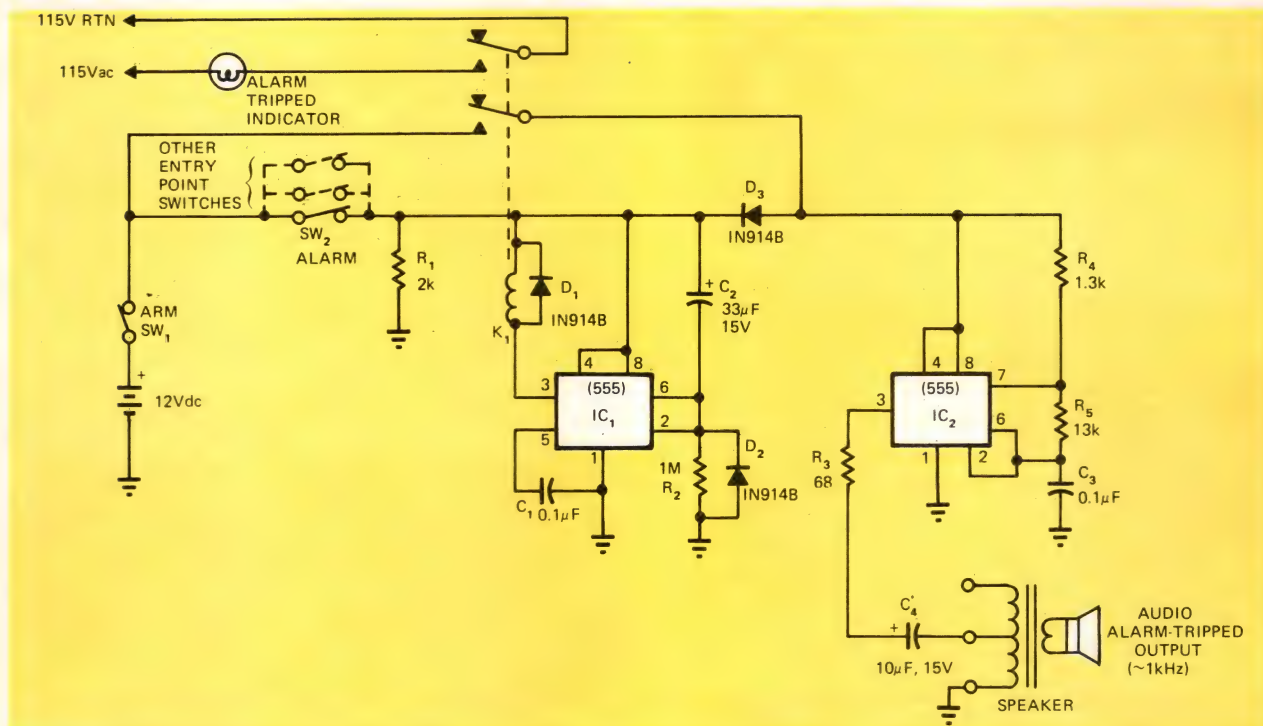 115V RTN
115Vac
ALARM
TRIPPED
INDICATOR
OTHER
ENTRY
POINT
SWITCHES
SW2
ALARM
R1
2k
ARM
SW1
+
12Vdc
K1
D1
IN914B
+
C2
33µF
15V
D3
IN914B
R4
1.3k
4
8
3
(555)
IC1
6
5
2
1
C1 0.1µF
1M
R2
D2
IN914B
4
8
3
(555)
IC2
7
6
1
2
R5
13k
C3
0.1µF
R3
68
+
C4
10µF, 15V
AUDIO
ALARM-TRIPPED
OUTPUT
(~1kHz)
SPEAKER